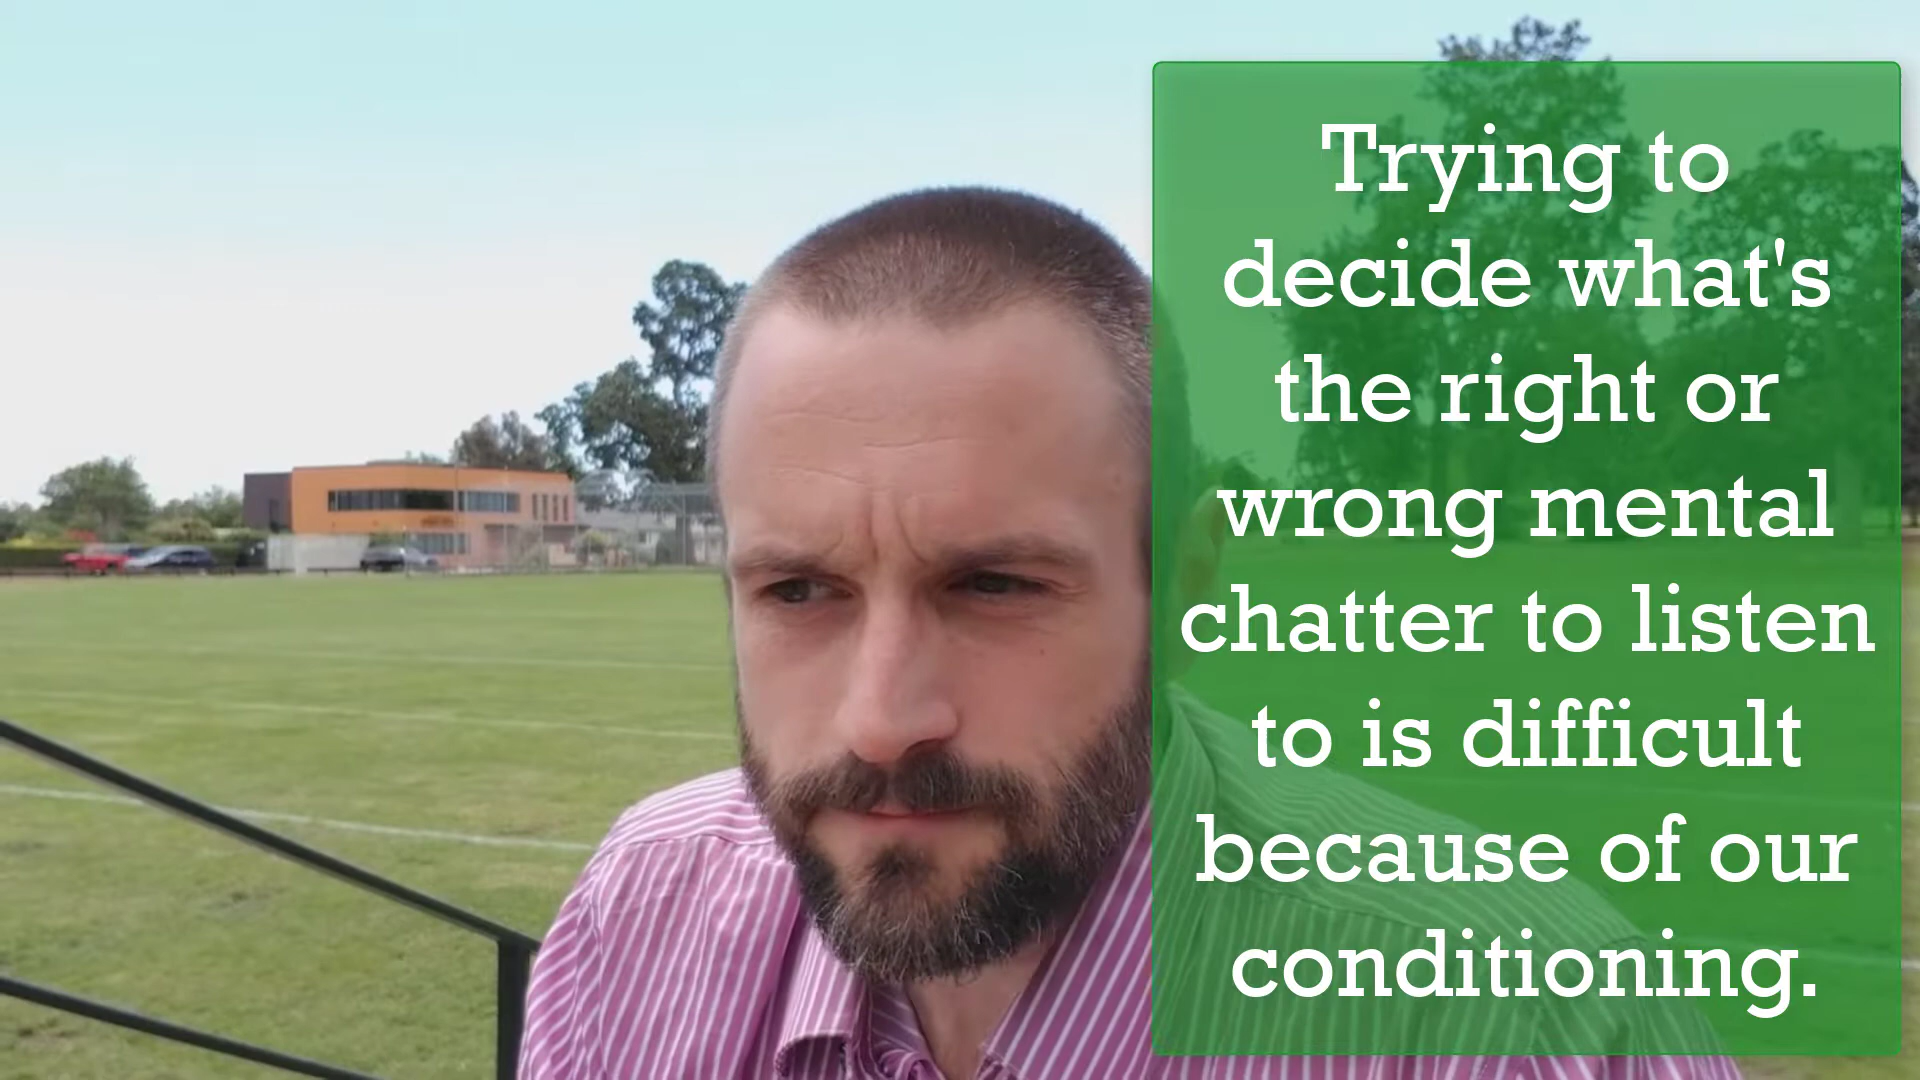 Trying to
decide what's
the right or
wrong mental
chatter to listen
to is difficult
because of our
conditioning.